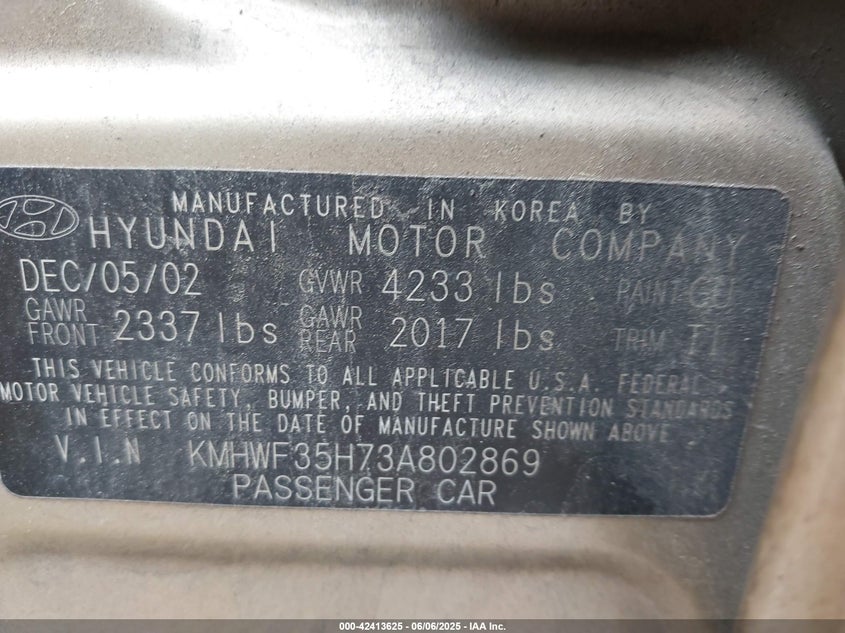 MANUFACTURED IN KOREA BY
HYUNDAI MOTOR COMPANY
DEC/05/02 GVWR 4233 lbs PAINT
GAWR FRONT 2337 lbs GAWR REAR 2017 lbs TRIM
THIS VEHICLE CONFORMS TO ALL APPLICABLE U.S.A. FEDERAL
MOTOR VEHICLE SAFETY, BUMPER, AND THEFT PREVENTION STANDARDS
IN EFFECT ON THE DATE OF MANUFACTURE SHOWN ABOVE
V.I.N KMHWF35H73A802869
PASSENGER CAR
000-42413625 - 06/06/2025 - IAA Inc.